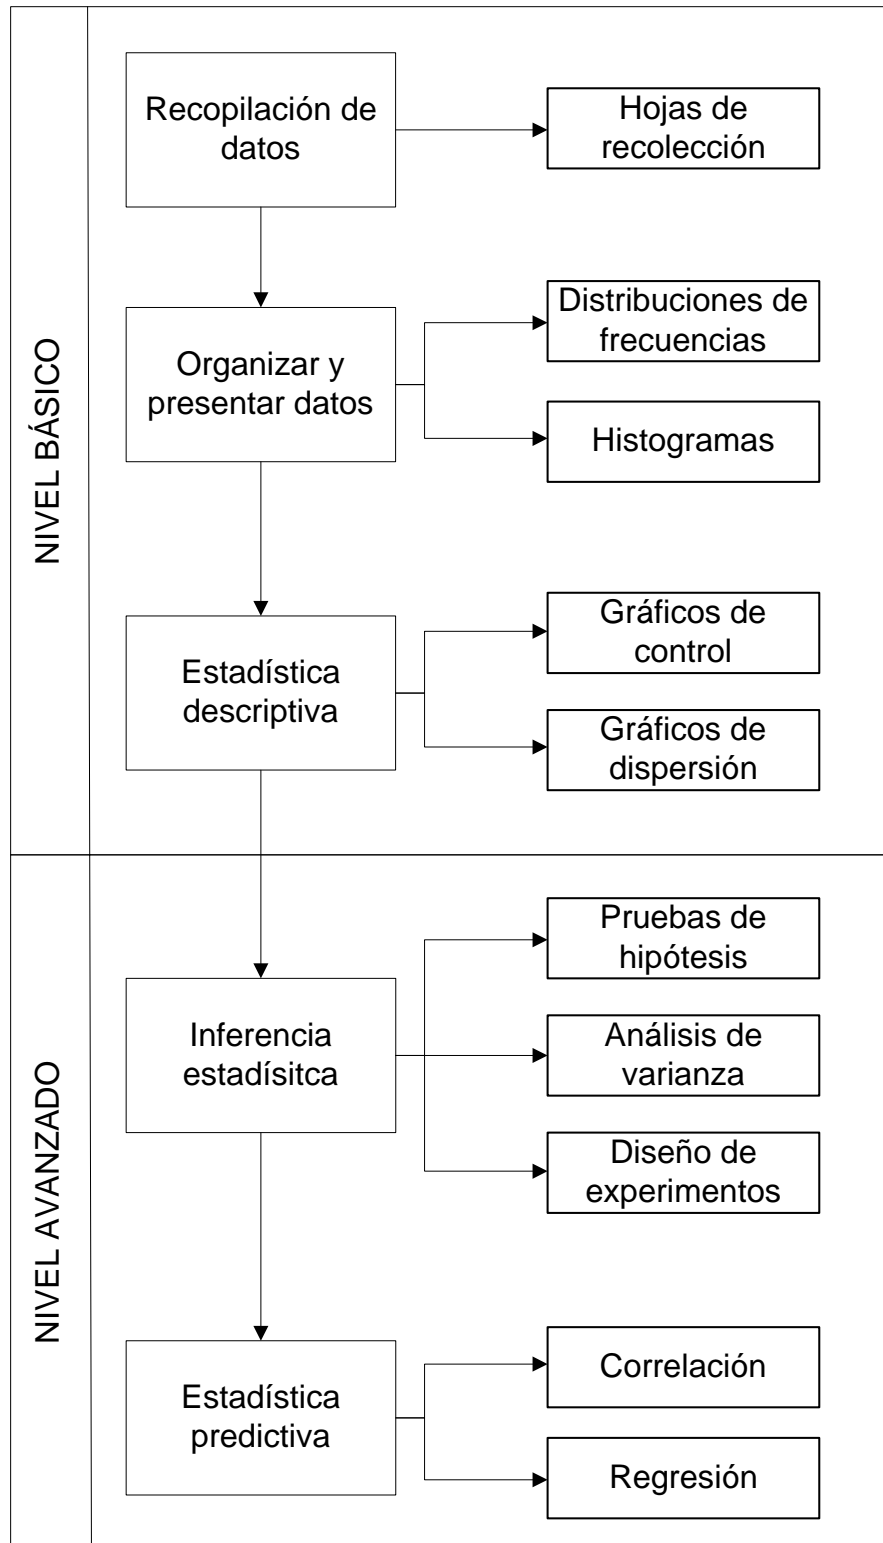 NIVEL BÁSICO
Recopilación de
datos
Hojas de
recolección
Organizar y
presentar datos
Distribuciones de
frecuencias
Histogramas
Estadística
descriptiva
Gráficos de
control
Gráficos de
dispersión
NIVEL AVANZADO
Inferencia
estadísitca
Pruebas de
hipótesis
Análisis de
varianza
Diseño de
experimentos
Estadística
predictiva
Correlación
Regresión